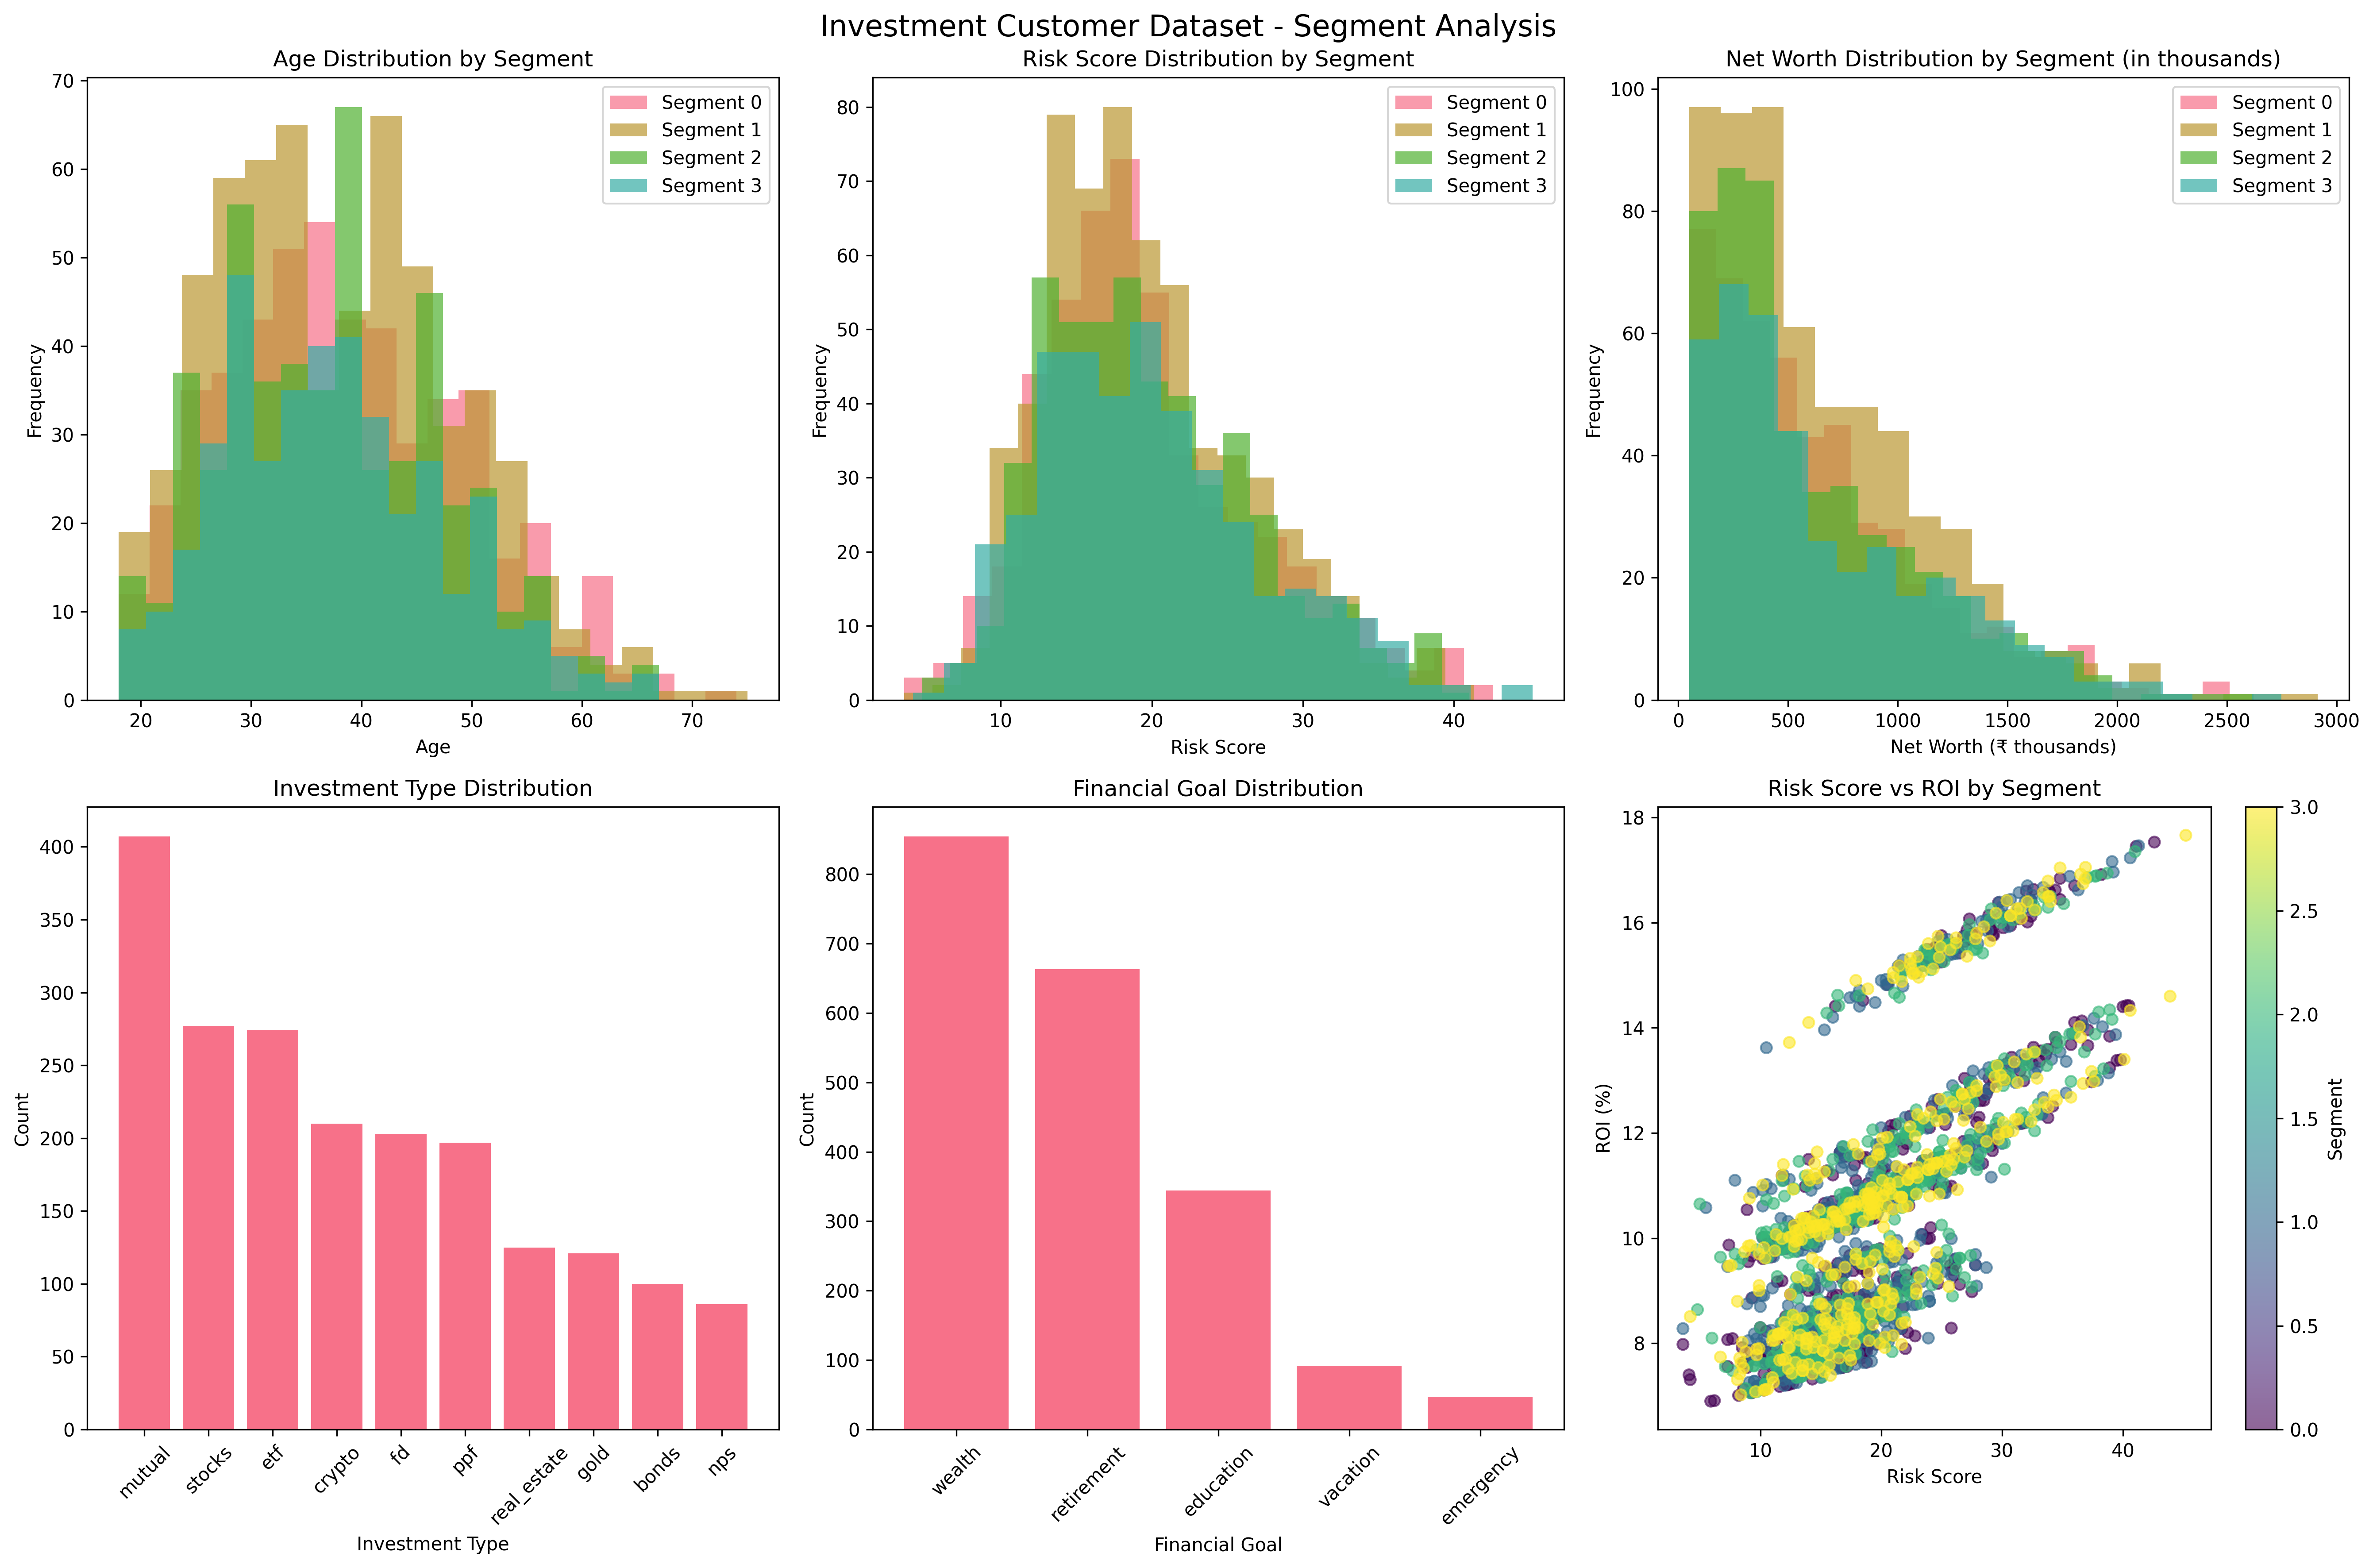 Investment Customer Dataset - Segment Analysis
Age Distribution by Segment
70
60
50
40
30
20
10
0
Frequency
20 30 40 50 60 70
Age
Segment 0
Segment 1
Segment 2
Segment 3
Risk Score Distribution by Segment
80
70
60
50
40
30
20
10
0
Frequency
10 20 30 40
Risk Score
Segment 0
Segment 1
Segment 2
Segment 3
Net Worth Distribution by Segment (in thousands)
100
80
60
40
20
0
Frequency
0 500 1000 1500 2000 2500 3000
Net Worth (₹ thousands)
Segment 0
Segment 1
Segment 2
Segment 3
Investment Type Distribution
400
350
300
250
200
150
100
50
0
Count
mutual
stocks
etf
crypto
fd
ppf
real_estate
gold
bonds
nps
Investment Type
Financial Goal Distribution
800
700
600
500
400
300
200
100
0
Count
wealth
retirement
education
vacation
emergency
Financial Goal
Risk Score vs ROI by Segment
18
16
14
12
10
8
ROI (%)
10 20 30 40
Risk Score
3.0
2.5
2.0
1.5
1.0
0.5
0.0
Segment